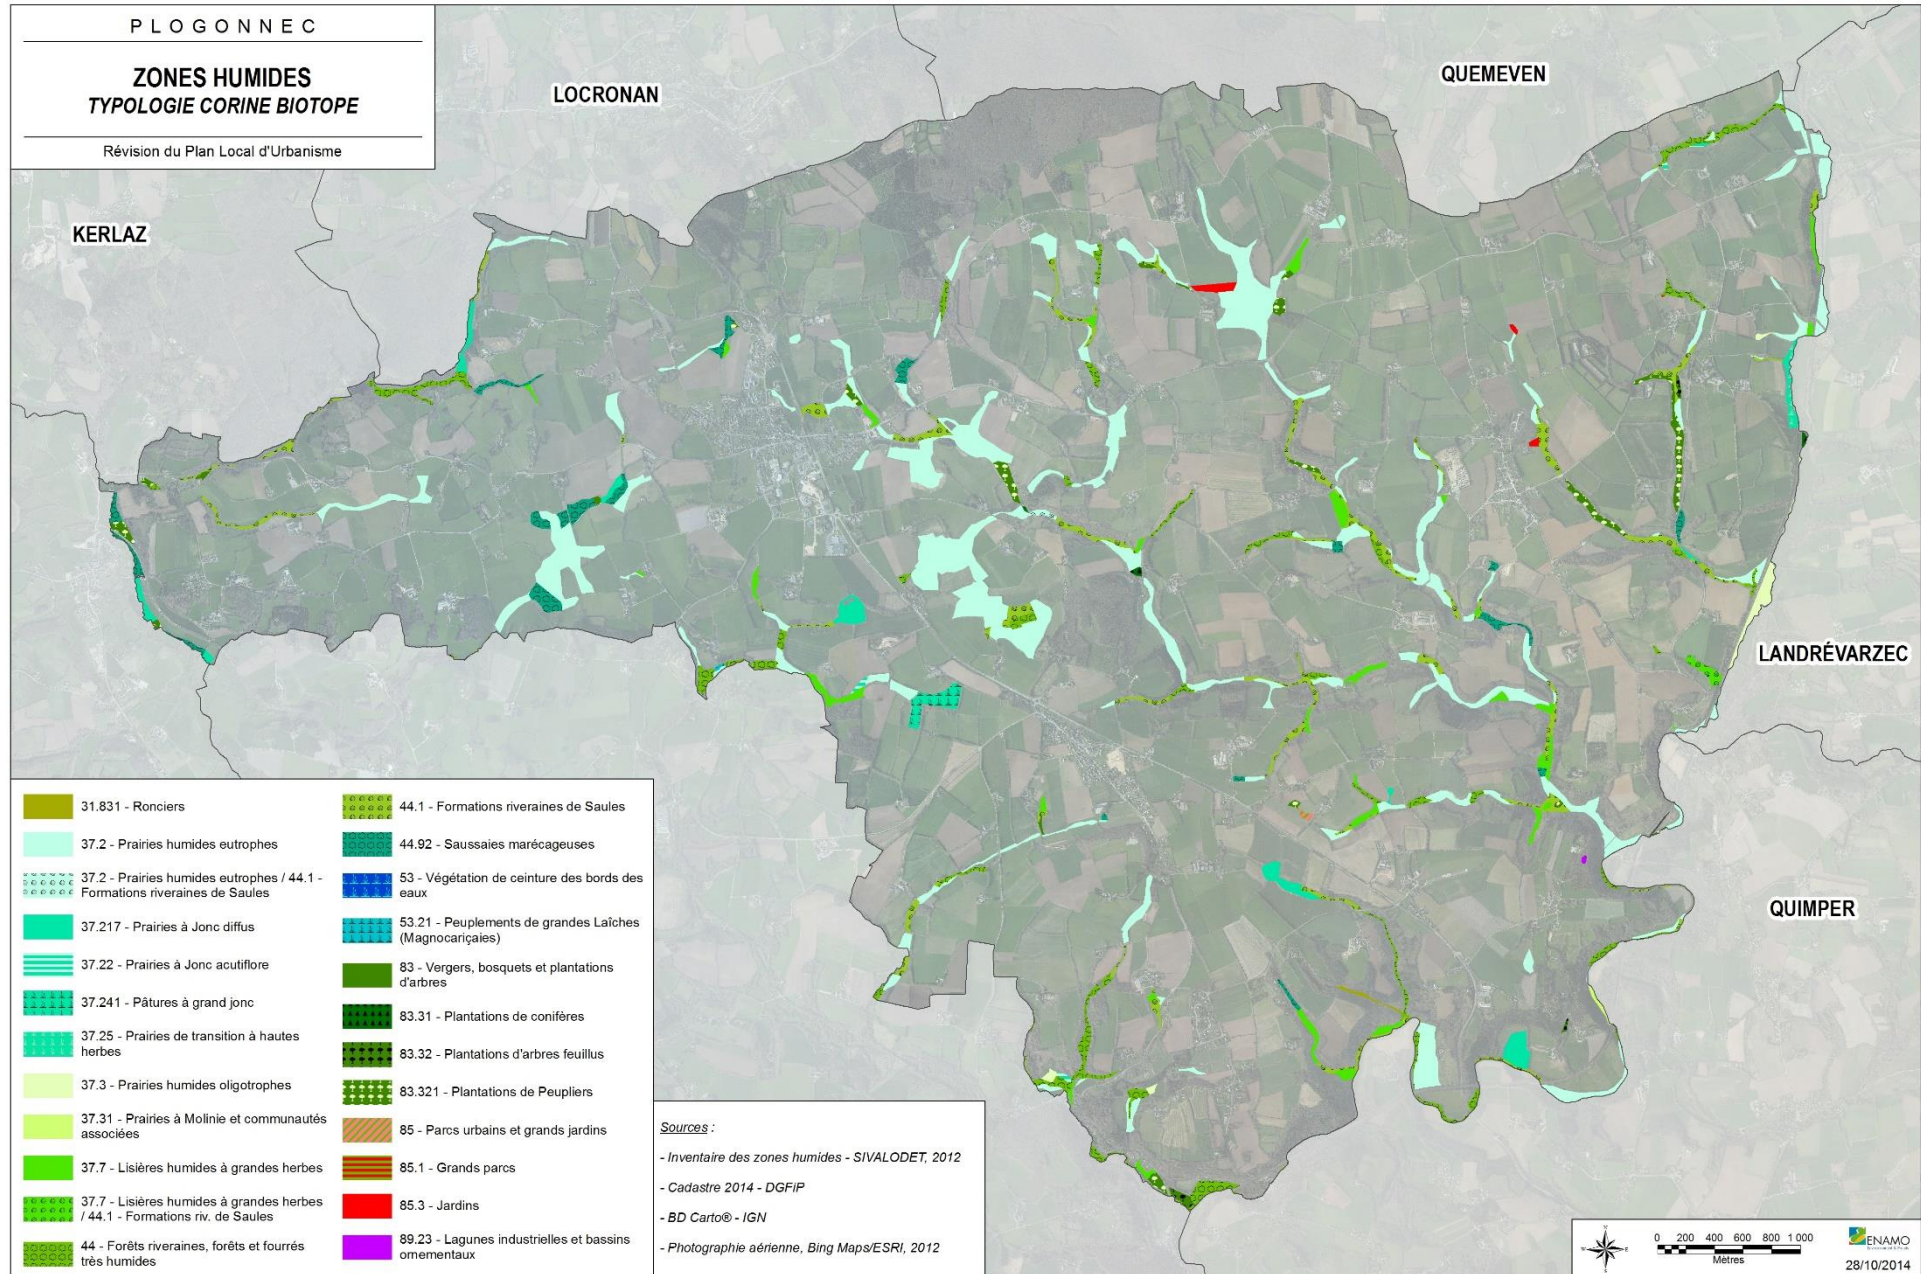 PLOGONNEC
ZONES HUMIDES
TYPOLOGIE CORINE BIOTOPE
Révision du Plan Local d'Urbanisme
LOCRONAN
QUEMEVEN
KERLAZ
LANDRÉVARZEC
QUIMPER
31.831 - Ronciers
37.2 - Prairies humides eutrophes
37.2 - Prairies humides eutrophes / 44.1 -
Formations riveraines de Saules
37.217 - Prairies à Jonc diffus
37.22 - Prairies à Jonc acutiflore
37.241 - Pâtures à grand jonc
37.25 - Prairies de transition à hautes
herbes
37.3 - Prairies humides oligotrophes
37.31 - Prairies à Molinie et communautés
associées
37.7 - Lisières humides à grandes herbes
37.7 - Lisières humides à grandes herbes
/ 44.1 - Formations riv. de Saules
44 - Forêts riveraines, forêts et fourrés
très humides
44.1 - Formations riveraines de Saules
44.92 - Saussaies marécageuses
53 - Végétation de ceinture des bords des
eaux
53.21 - Peuplements de grandes Laîches
(Magnocariçaies)
83 - Vergers, bosquets et plantations
d'arbres
83.31 - Plantations de conifères
83.32 - Plantations d'arbres feuillus
83.321 - Plantations de Peupliers
85 - Parcs urbains et grands jardins
85.1 - Grands parcs
85.3 - Jardins
89.23 - Lagunes industrielles et bassins
ornementaux
Sources :
- Inventaire des zones humides - SIVALODET, 2012
- Cadastre 2014 - DGFiP
- BD Carto® - IGN
- Photographie aérienne, Bing Maps/ESRI, 2012
N
W E
S
0 200 400 600 800 1 000
Mètres
ENAMO
28/10/2014